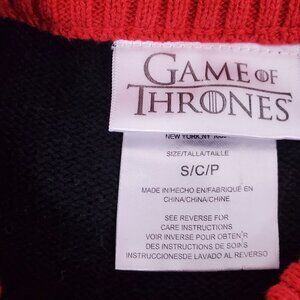 GAME OF
THRONES
NEW YORK, NY
SIZE/TALLA/TAILLE
S/C/P
MADE IN/HECHO EN/FABRIQUÉ EN
CHINA/CHINA/CHINE
SEE REVERSE FOR
CARE INSTRUCTIONS
VOIR INVERSE POUR OBTENIR
DES INSTRUCTIONS DE SOINS
INSTRUCCIONESDE LAVADO AL REVERSO